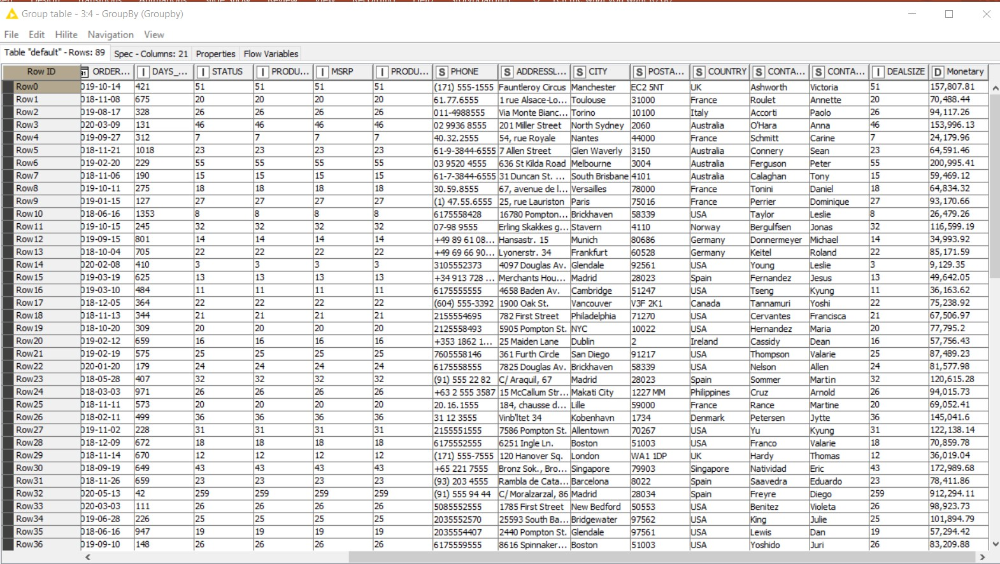 Group table - 3:4 - GroupBy (Groupby)
File Edit Hilite Navigation View
Table "default" - Rows: 89 Spec - Columns: 21 Properties Flow Variables
Row ID ORDER... I DAYS_... I STATUS I PRODU... I MSRP I PRODU... S PHONE S ADDRESSL... S CITY S POSTA... S COUNTRY S CONTA... S CONTA... I DEALSIZE D Monetary
Row0 019-10-14 421 51 51 51 51 (171) 555-1555 Fauntleroy Circus Manchester EC2 5NT UK Ashworth Victoria 51 157,807.81
Row1 018-11-08 675 20 20 20 20 61.77.6555 1 rue Alsace-Lo... Toulouse 31000 France Roulet Annette 20 70,488.44
Row2 019-08-17 328 26 26 26 26 011-4988555 Via Monte Bianc... Torino 10100 Italy Accorti Paolo 26 94,117.26
Row3 020-03-09 131 46 46 46 46 02 9936 8555 201 Miller Street North Sydney 2060 Australia O'Hara Anna 46 153,996.13
Row4 019-09-27 312 7 7 7 7 40.32.2555 54, rue Royale Nantes 44000 France Schmitt Carine 7 24,179.96
Row5 018-11-21 1018 23 23 23 23 61-9-3844-6555 7 Allen Street Glen Waverly 3150 Australia Connery Sean 23 64,591.46
Row6 019-02-20 229 55 55 55 55 03 9520 4555 636 St Kilda Road Melbourne 3004 Australia Ferguson Peter 55 200,995.41
Row7 018-11-06 190 15 15 15 15 61-7-3844-6555 31 Duncan St. ... South Brisbane 4101 Australia Calaghan Tony 15 59,469.12
Row8 019-10-11 275 18 18 18 18 30.59.8555 67, avenue de l... Versailles 78000 France Tonini Daniel 18 64,834.32
Row9 019-01-15 127 27 27 27 27 (1) 47.55.6555 25, rue Lauriston Paris 75016 France Perrier Dominique 27 93,170.66
Row10 018-06-16 1353 8 8 8 8 6175558428 16780 Pompton... Brickhaven 58339 USA Taylor Leslie 8 26,479.26
Row11 019-10-15 245 32 32 32 32 07-98 9555 Erling Skakkes g... Stavern 4110 Norway Bergulfsen Jonas 32 116,599.19
Row12 019-09-15 801 14 14 14 14 +49 89 61 08... Hansastr. 15 Munich 80686 Germany Donnermeyer Michael 14 34,993.92
Row13 018-10-04 705 22 22 22 22 +49 69 66 90... Lyonerstr. 34 Frankfurt 60528 Germany Keitel Roland 22 85,171.59
Row14 020-02-08 410 3 3 3 3 3105552373 4097 Douglas Av. Glendale 92561 USA Young Leslie 3 9,129.35
Row15 019-03-19 625 13 13 13 13 +34 913 728 ... Merchants Hou... Madrid 28023 Spain Fernandez Jesus 13 49,642.05
Row16 019-03-10 484 11 11 11 11 6175555555 4658 Baden Av. Cambridge 51247 USA Tseng Kyung 11 36,163.62
Row17 018-12-05 364 22 22 22 22 (604) 555-3392 1900 Oak St. Vancouver V3F 2K1 Canada Tannamuri Yoshi 22 75,238.92
Row18 018-11-13 344 21 21 21 21 2155554695 782 First Street Philadelphia 71270 USA Cervantes Francisca 21 67,506.97
Row19 018-10-20 309 20 20 20 20 2125558493 5905 Pompton St. NYC 10022 USA Hernandez Maria 20 77,795.2
Row20 019-02-12 659 16 16 16 16 +353 1862 1... 25 Maiden Lane Dublin 2 Ireland Cassidy Dean 16 57,756.43
Row21 019-02-19 575 25 25 25 25 7605558146 361 Furth Circle San Diego 91217 USA Thompson Valarie 25 87,489.23
Row22 020-01-20 179 24 24 24 24 6175558555 7825 Douglas Av. Brickhaven 58339 USA Nelson Allen 24 81,577.98
Row23 018-05-28 407 32 32 32 32 (91) 555 22 82 C/ Araquil, 67 Madrid 28023 Spain Sommer Martin 32 120,615.28
Row24 018-03-03 971 26 26 26 26 +63 2 555 3587 15 McCallum Str... Makati City 1227 MM Philippines Cruz Arnold 26 94,015.73
Row25 018-11-11 573 20 20 20 20 20.16.1555 184, chausse d... Lille 59000 France Rance Martine 20 69,052.41
Row26 018-02-11 499 36 36 36 36 31 12 3555 Vinb'ltet 34 Kobenhavn 1734 Denmark Petersen Jytte 36 145,041.6
Row27 019-11-02 228 31 31 31 31 2155551555 7586 Pompton St. Allentown 70267 USA Yu Kyung 31 122,138.14
Row28 018-12-09 672 18 18 18 18 6175552555 6251 Ingle Ln. Boston 51003 USA Franco Valarie 18 70,859.78
Row29 018-11-14 670 12 12 12 12 (171) 555-7555 120 Hanover Sq. London WA1 1DP UK Hardy Thomas 12 36,019.04
Row30 018-09-19 649 43 43 43 43 +65 221 7555 Bronz Sok., Bro... Singapore 79903 Singapore Natividad Eric 43 172,989.68
Row31 018-11-26 659 23 23 23 23 (93) 203 4555 Rambla de Cata... Barcelona 8022 Spain Saavedra Eduardo 23 78,411.86
Row32 020-05-13 42 259 259 259 259 (91) 555 94 44 C/ Moralzarzal, 86 Madrid 28034 Spain Freyre Diego 259 912,294.11
Row33 020-03-03 111 26 26 26 26 5085552555 1785 First Street New Bedford 50553 USA Benitez Violeta 26 98,923.73
Row34 019-06-28 226 25 25 25 25 2035552570 25593 South Ba... Bridgewater 97562 USA King Julie 25 101,894.79
Row35 018-06-16 947 19 19 19 19 2035554407 2440 Pompton St. Glendale 97561 USA Lewis Dan 19 57,294.42
Row36 019-09-10 148 26 26 26 26 6175559555 8616 Spinnaker... Boston 51003 USA Yoshido Juri 26 83,209.88